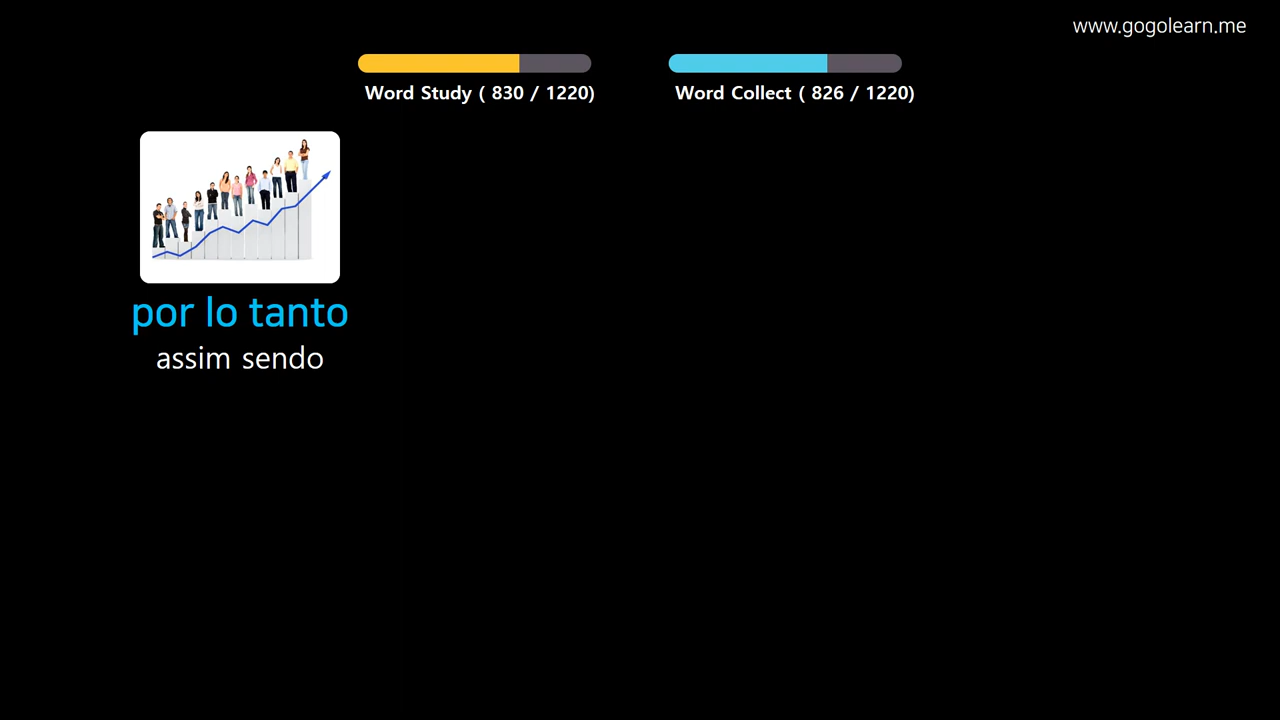 www.gogolearn.me
Word Study ( 830 / 1220)
Word Collect ( 826 / 1220)
por lo tanto
assim sendo